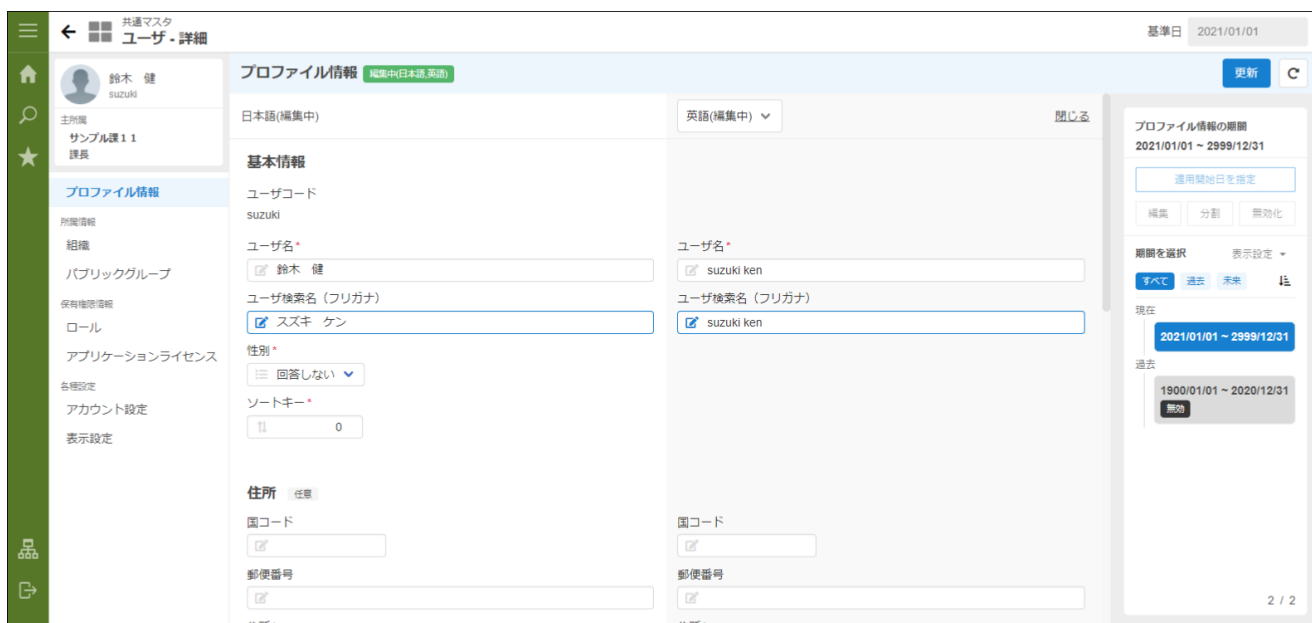 共通マスタ
ユーザ - 詳細
基準日 2021/01/01
鈴木　健
suzuki
主所属
サンプル課１１
課長
プロファイル情報
所属情報
組織
パブリックグループ
保有権限情報
ロール
アプリケーションライセンス
各種設定
アカウント設定
表示設定
プロファイル情報 編集中(日本語,英語)
更新
日本語(編集中)
英語(編集中)
閉じる
基本情報
ユーザコード
suzuki
ユーザ名* ユーザ名*
鈴木　健 suzuki ken
ユーザ検索名（フリガナ） ユーザ検索名（フリガナ）
スズキ　ケン suzuki ken
性別*
回答しない
ソートキー*
0
住所 任意
国コード 国コード
郵便番号 郵便番号
プロファイル情報の期間
2021/01/01 ~ 2999/12/31
適用開始日を指定
編集 分割 無効化
期間を選択 表示設定
すべて 過去 未来
現在
2021/01/01 ~ 2999/12/31
過去
1900/01/01 ~ 2020/12/31
無効
2 / 2